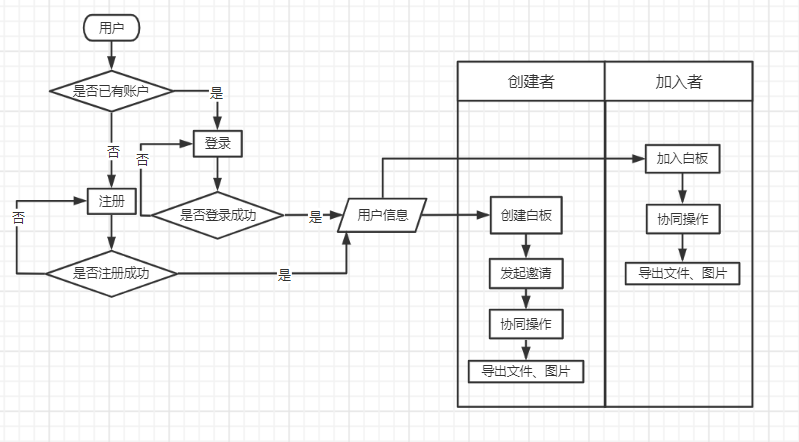 用户
是否已有账户
是
否
登录
否
是否登录成功
是
注册
否
是否注册成功
是
用户信息
创建者
加入者
创建白板
发起邀请
协同操作
导出文件、图片
加入白板
协同操作
导出文件、图片